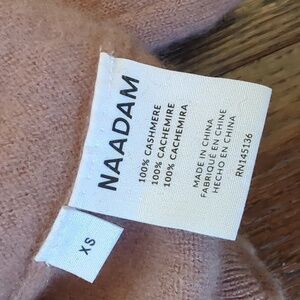 NAADAM
100% CASHMERE
100% CACHEMIRE
100% CACHEMIRA
MADE IN CHINA
FABRIQUÉ EN CHINE
HECHO EN CHINA
RN145136
XS